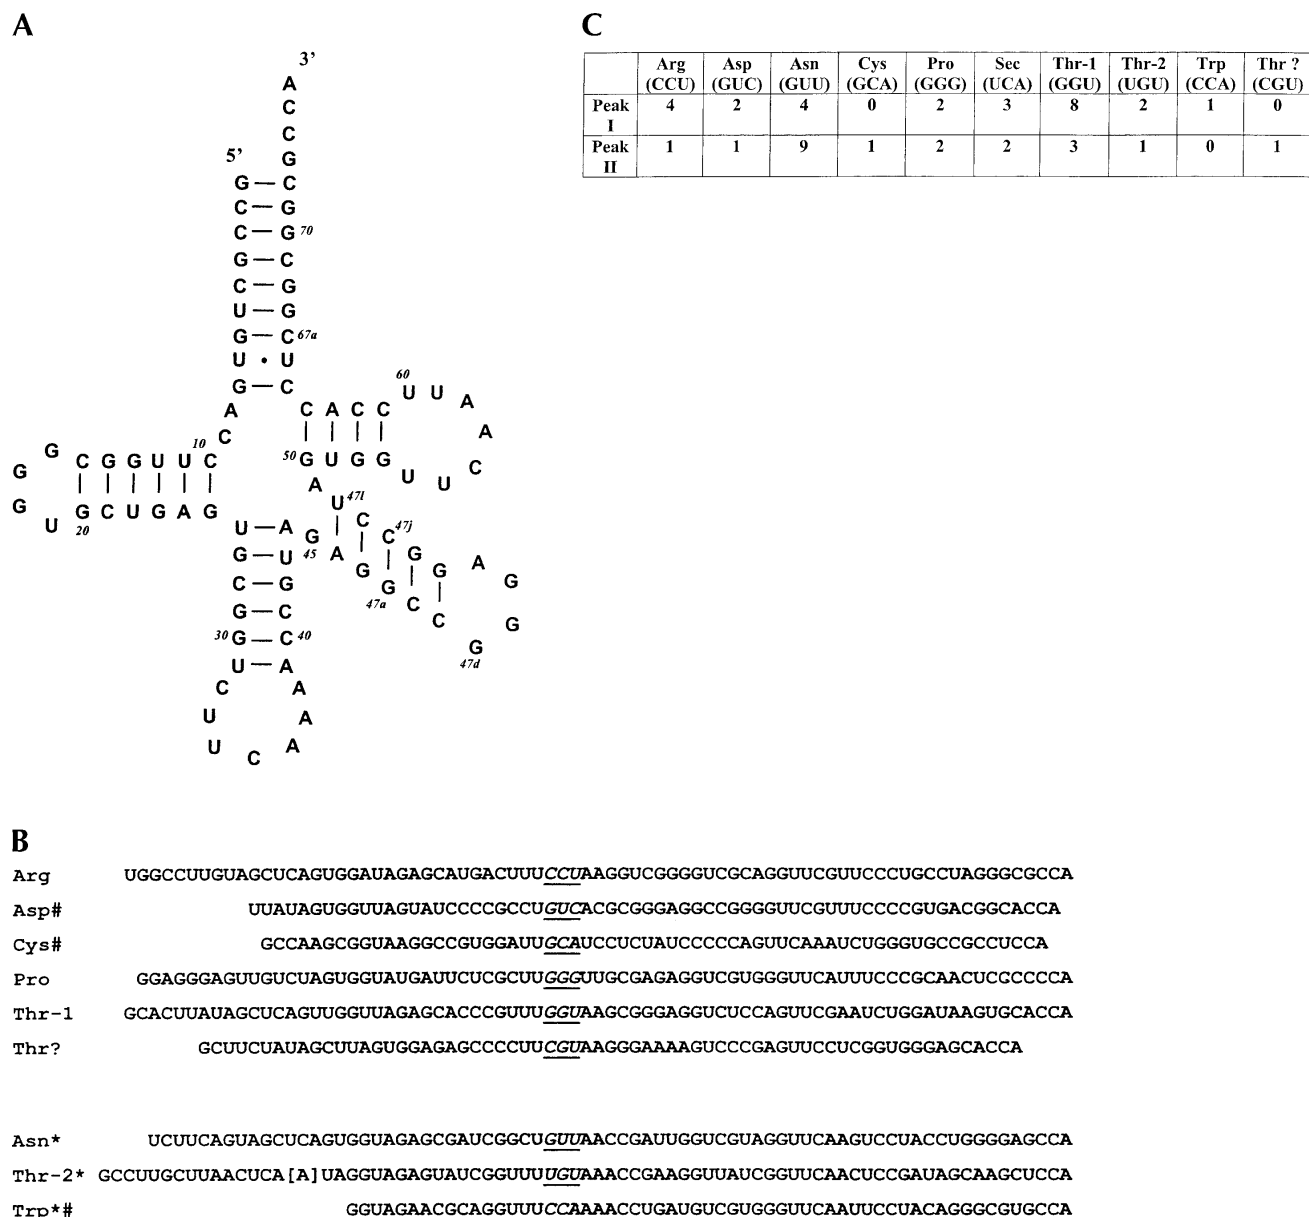 A
C
3'
A
C
C
5' G
G — C
C — G
C — G 70
G — C
C — G
U — G
G — C 67a
U • U
G — C
60
A C A C C U U A
C A
G G C G G U U 10 C
50 G U G G U U C
G U G C U G A G
20
A U 47l
U — A G C C 47j
45 A G G
G — U G G A G
C — G 47a C C G
G — C
30 G — C 40 G
47d
U — A
C A
U A
U C A
Arg (CCU) Asp (GUC) Asn (GUU) Cys (GCA) Pro (GGG) Sec (UCA) Thr-1 (GGU) Thr-2 (UGU) Trp (CCA) Thr ? (CGU)
Peak I 4 2 4 0 2 3 8 2 1 0
Peak II 1 1 9 1 2 2 3 1 0 1
B
Arg UGGCCUUGUAGCUCAGUGGAUAGAGCAUGACUUUCCUAAGGUCGGGGUCGCAGGUUCGUUCCCUGCCUAGGGCGCCA
Asp# UUAUAGUGGUUAGUAUCCCCGCCUGUCACGCGGGAGGCCGGGGUUCGUUUCCCCGUGACGGCACCA
Cys# GCCAAGCGGUAAGGCCGUGGAUUGCAUCCUCUAUCCCCCAGUUCAAAUCUGGGUGCCGCCUCCA
Pro GGAGGGAGUUGUCUAGUGGUAUGAUUCUCGCUUGGGUUGCGAGAGGUCGUGGGUUCAUUUCCCGCAACUCGCCCCA
Thr-1 GCACUUAUAGCUCAGUUGGUUAGAGCACCCGUUUGGUAAGCGGGAGGUCUCCAGUUCGAAUCUGGAUAAGUGCACCA
Thr? GCUUCUAUAGCUUAGUGGAGAGCCCCUUCGUAAGGGAAAAGUCCCGAGUUCCUCGGUGGGAGCACCA
Asn* UCUUCAGUAGCUCAGUGGUAGAGCGAUCGGCUGUUAACCGAUUGGUCGUAGGUUCAAGUCCUACCUGGGGAGCCA
Thr-2* GCCUUGCUUAACUCA[A]UAGGUAGAGUAUCGGUUUUGUAAACCGAAGGUUAUCGGUUCAACUCCGAUAGCAAGCUCCA
Trp*# GGUAGAACGCAGGUUUCCAAAACCUGAUGUCGUGGGUUCAAUUCCUACAGGGCGUGCCA